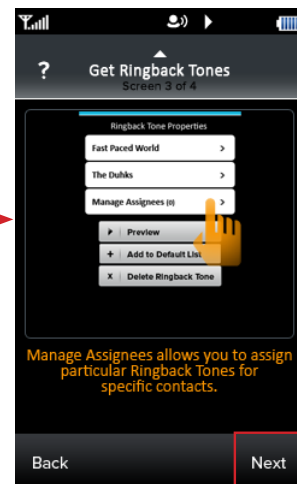 ?
Get Ringback Tones
Screen 3 of 4
Ringback Tone Properties
Fast Paced World >
The Duhks >
Manage Assignees (0) >
Preview
+ Add to Default List
X Delete Ringback Tone
Manage Assignees allows you to assign
particular Ringback Tones for
specific contacts.
Back Next